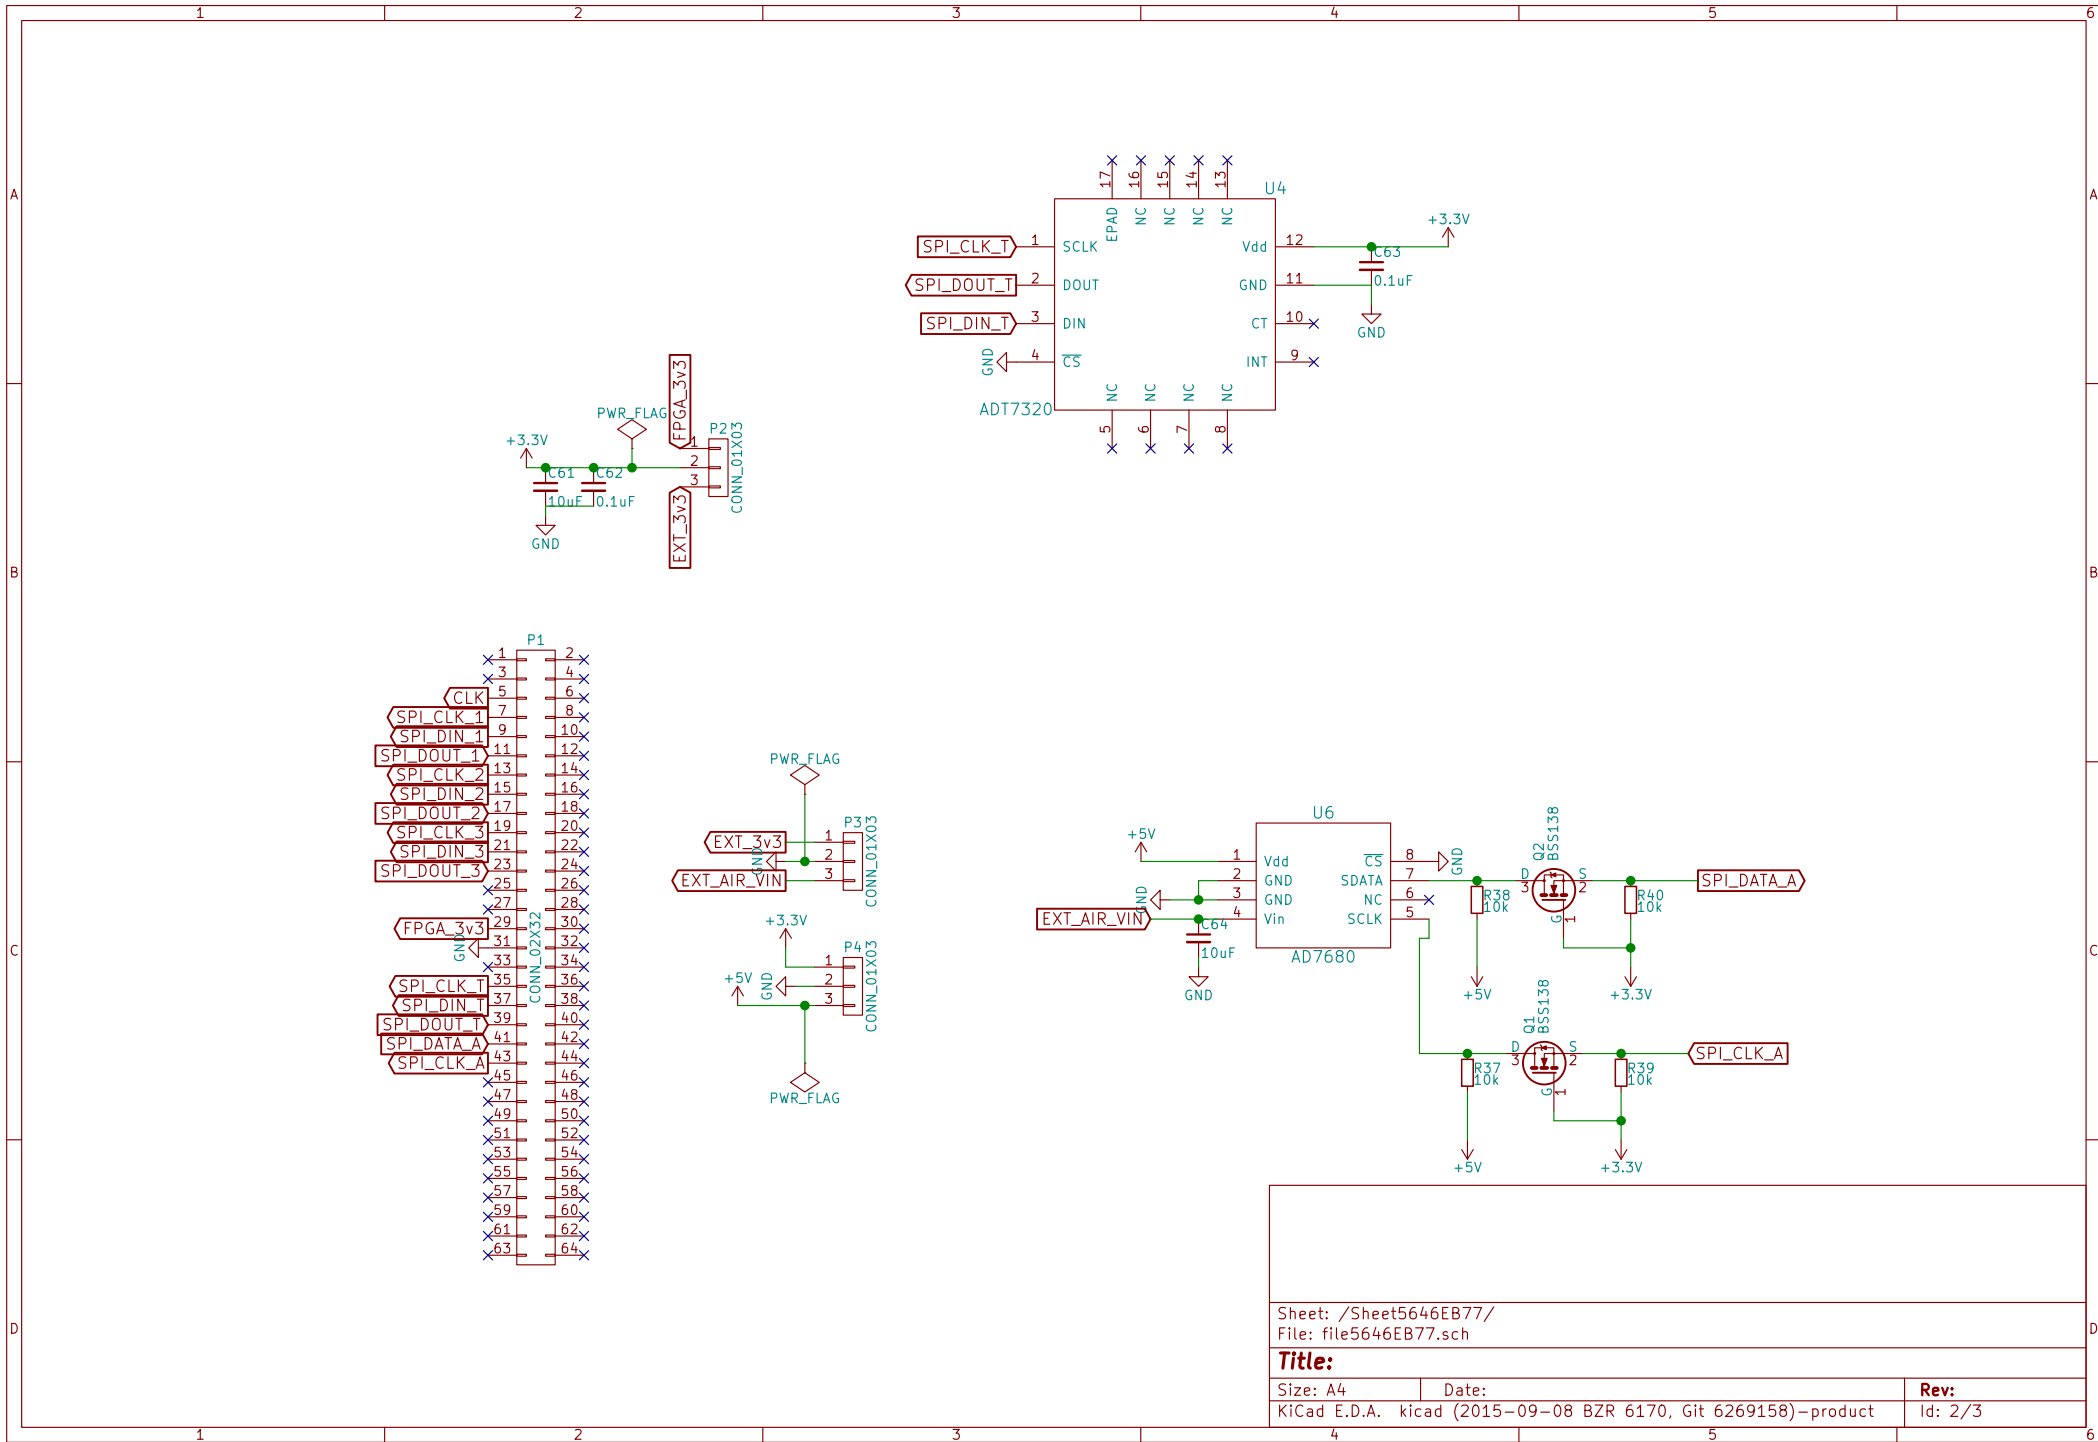 1 2 3 4 5 6
A A
B B
C C
D D
1 2 3 4 5 6
U4
ADT7320
17 16 15 14 13
EPAD NC NC NC NC
SPI_CLK_T 1 SCLK
SPI_DOUT_T 2 DOUT
SPI_DIN_T 3 DIN
GND 4 CS
Vdd 12
GND 11
CT 10
INT 9
NC NC NC NC
5 6 7 8
+3.3V
C63
0.1uF
GND
FPGA_3v3
PWR_FLAG
P2
CONN_01X03
+3.3V
1
2
3
C61
10uF
C62
0.1uF
GND
EXT_3v3
P1
CONN_02X32
1 2
3 4
CLK 5 6
SPI_CLK_1 7 8
SPI_DIN_1 9 10
SPI_DOUT_1 11 12
SPI_CLK_2 13 14
SPI_DIN_2 15 16
SPI_DOUT_2 17 18
SPI_CLK_3 19 20
SPI_DIN_3 21 22
SPI_DOUT_3 23 24
25 26
27 28
FPGA_3v3 29 30
GND 31 32
33 34
SPI_CLK_T 35 36
SPI_DIN_T 37 38
SPI_DOUT_T 39 40
SPI_DATA_A 41 42
SPI_CLK_A 43 44
45 46
47 48
49 50
51 52
53 54
55 56
57 58
59 60
61 62
63 64
PWR_FLAG
P3
CONN_01X03
EXT_3v3 1
GND 2
EXT_AIR_VIN 3
+3.3V
P4
CONN_01X03
1
+5V
GND 2
3
PWR_FLAG
U6
AD7680
+5V
1 Vdd
2 GND
GND 3 GND
EXT_AIR_VIN 4 Vin
CS 8 GND
SDATA 7
NC 6
SCLK 5
C64
10uF
GND
Q2
BSS138
D S
3 2
G 1
R38
10k
R40
10k
SPI_DATA_A
+5V
+3.3V
Q1
BSS138
D S
3 2
G 1
R37
10k
R39
10k
SPI_CLK_A
+5V
+3.3V
Sheet: /Sheet5646EB77/
File: file5646EB77.sch
Title:
Size: A4 Date: Rev:
KiCad E.D.A. kicad (2015-09-08 BZR 6170, Git 6269158)-product Id: 2/3